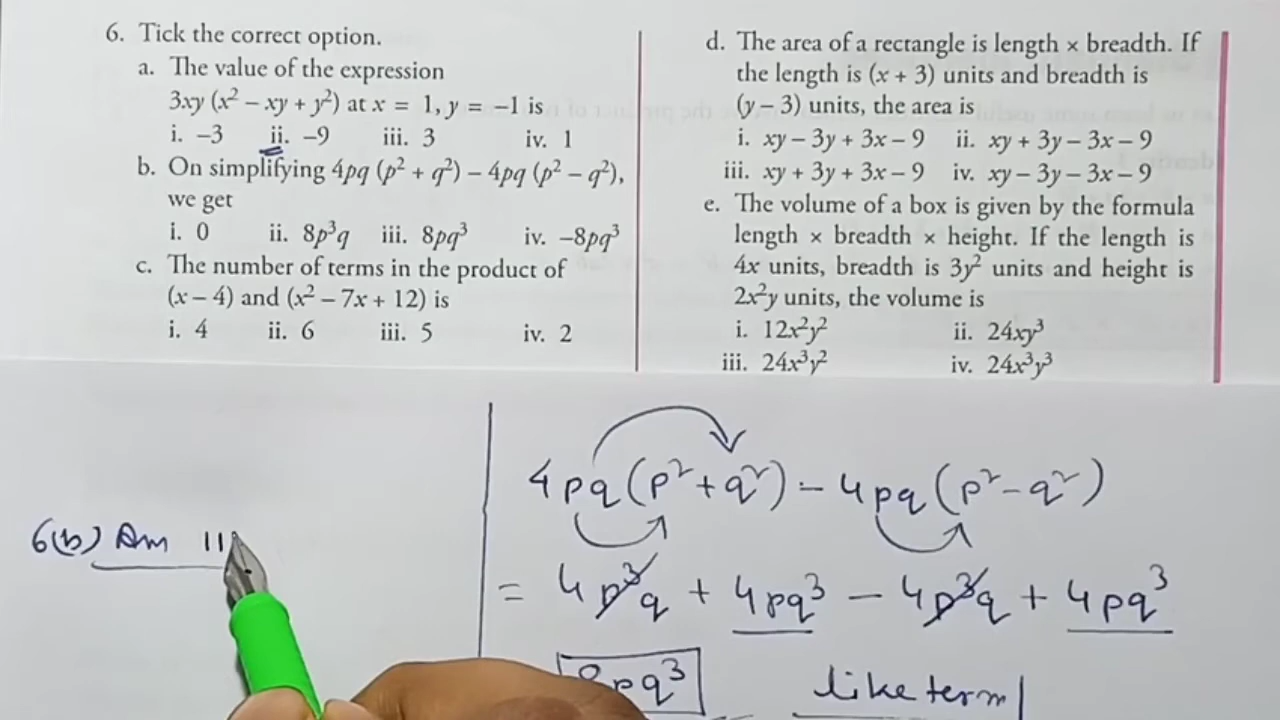 6. Tick the correct option.
a. The value of the expression
3xy (x² − xy + y²) at x = 1, y = −1 is
i. −3 ii. −9 iii. 3 iv. 1
b. On simplifying 4pq (p² + q²) − 4pq (p² − q²),
we get
i. 0 ii. 8p³q iii. 8pq³ iv. −8pq³
c. The number of terms in the product of
(x − 4) and (x² − 7x + 12) is
i. 4 ii. 6 iii. 5 iv. 2
d. The area of a rectangle is length × breadth. If
the length is (x + 3) units and breadth is
(y − 3) units, the area is
i. xy − 3y + 3x − 9 ii. xy + 3y − 3x − 9
iii. xy + 3y + 3x − 9 iv. xy − 3y − 3x − 9
e. The volume of a box is given by the formula
length × breadth × height. If the length is
4x units, breadth is 3y² units and height is
2x²y units, the volume is
i. 12x²y² ii. 24xy³
iii. 24x³y² iv. 24x³y³
4pq (p² + q²) − 4pq (p² − q²)
6(b) Ans 11
= 4p³q + 4pq³ − 4p³q + 4pq³
8pq³ like term